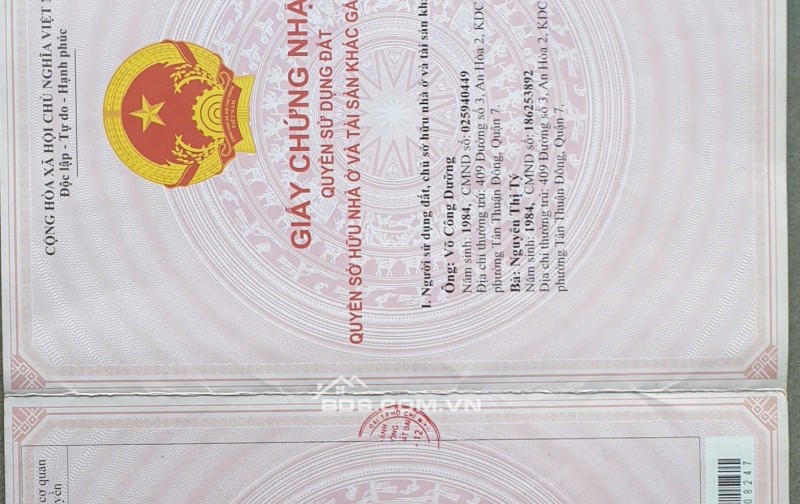 CỘNG HÒA XÃ HỘI CHỦ NGHĨA VIỆT
Độc lập - Tự do - Hạnh phúc
GIẤY CHỨNG NHẬ
QUYỀN SỬ DỤNG ĐẤT
QUYỀN SỞ HỮU NHÀ Ở VÀ TÀI SẢN KHÁC GẮ
I. Người sử dụng đất, chủ sở hữu nhà ở và tài sản khá
Ông: Võ Công Dưỡng
Năm sinh: 1984, CMND số: 025940449
Địa chỉ thường trú: 409 Đường số 3, An Hòa 2, KDC
phường Tân Thuận Đông, Quận 7,
Bà: Nguyễn Thị Tý
Năm sinh: 1984, CMND số: 186253892
Địa chỉ thường trú: 409 Đường số 3, An Hòa 2, KDC
phường Tân Thuận Đông, Quận 7,
BDS.COM.VN
cơ quan
08247